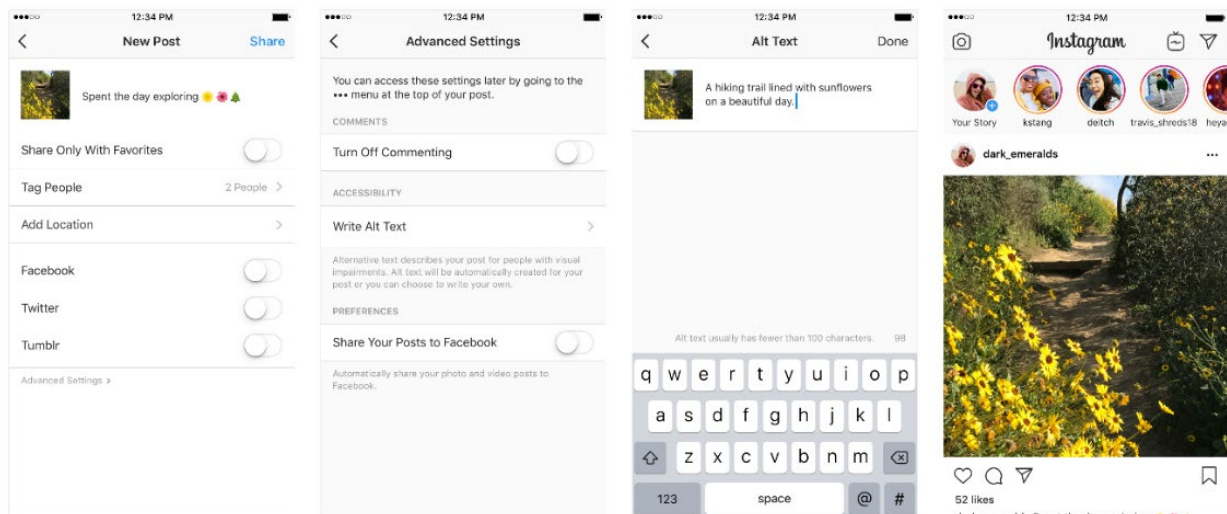 12:34 PM
New Post
Share
Spent the day exploring 🌼 🌺 🌲
Share Only With Favorites
Tag People
2 People >
Add Location
>
Facebook
Twitter
Tumblr
Advanced Settings >
12:34 PM
Advanced Settings
You can access these settings later by going to the
••• menu at the top of your post.
COMMENTS
Turn Off Commenting
ACCESSIBILITY
Write Alt Text
>
Alternative text describes your post for people with visual
impairments. Alt text will be automatically created for your
post or you can choose to write your own.
PREFERENCES
Share Your Posts to Facebook
Automatically share your photo and video posts to
Facebook.
12:34 PM
Alt Text
Done
A hiking trail lined with sunflowers
on a beautiful day.
Alt text usually has fewer than 100 characters.
98
q w e r t y u i o p
a s d f g h j k l
z x c v b n m
123
space
@
#
12:34 PM
Instagram
Your Story
kstang
deitch
travis_shreds18
dark_emeralds
•••
52 likes